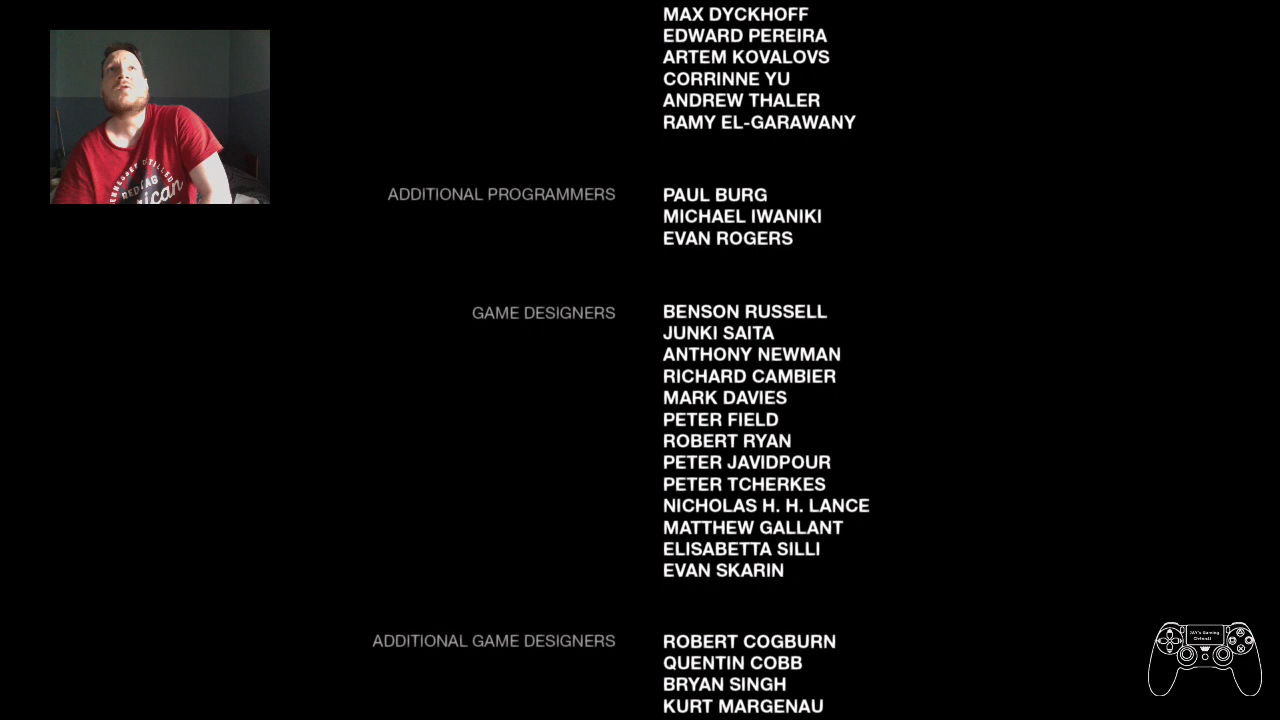 MAX DYCKHOFF
EDWARD PEREIRA
ARTEM KOVALOVS
CORRINNE YU
ANDREW THALER
RAMY EL-GARAWANY
ADDITIONAL PROGRAMMERS
PAUL BURG
MICHAEL IWANIKI
EVAN ROGERS
GAME DESIGNERS
BENSON RUSSELL
JUNKI SAITA
ANTHONY NEWMAN
RICHARD CAMBIER
MARK DAVIES
PETER FIELD
ROBERT RYAN
PETER JAVIDPOUR
PETER TCHERKES
NICHOLAS H. H. LANCE
MATTHEW GALLANT
ELISABETTA SILLI
EVAN SKARIN
ADDITIONAL GAME DESIGNERS
ROBERT COGBURN
QUENTIN COBB
BRYAN SINGH
KURT MARGENAU
JAY's Gaming